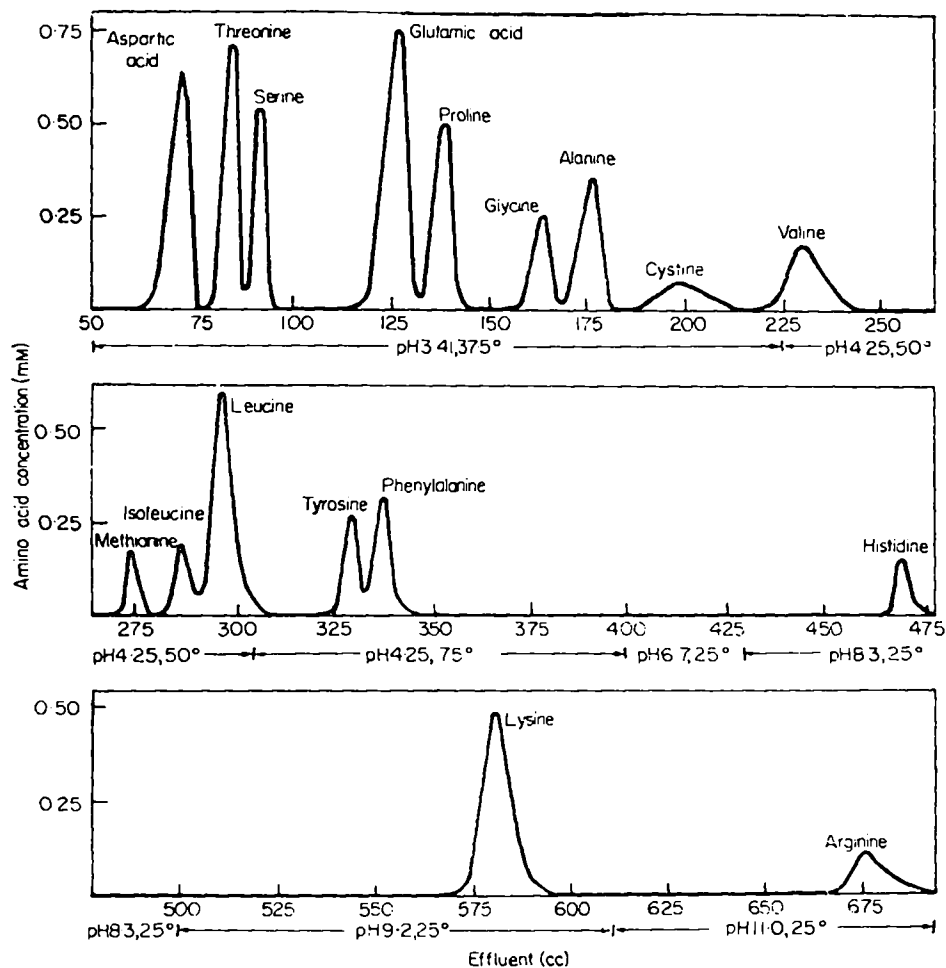 Amino acid concentration (mM)
0·75
0·50
0·25
Aspartic
acid
Threonine
Serine
Glutamic acid
Proline
Glycine
Alanine
Cystine
Valine
50 75 100 125 150 175 200 225 250
pH3 41,375° pH4 25,50°
0·50
0·25
Methianine
Isofeucine
Leucine
Tyrosine
Phenylalanine
Histidine
275 300 325 350 375 400 425 450 475
pH4·25,50° pH4·25, 75° pH6 7,25° pH8 3, 25°
0·50
0·25
Lysine
Arginine
500 525 550 575 600 625 650 675
pH8 3, 25° pH9·2,25° pH11·0,25°
Effluent (cc)